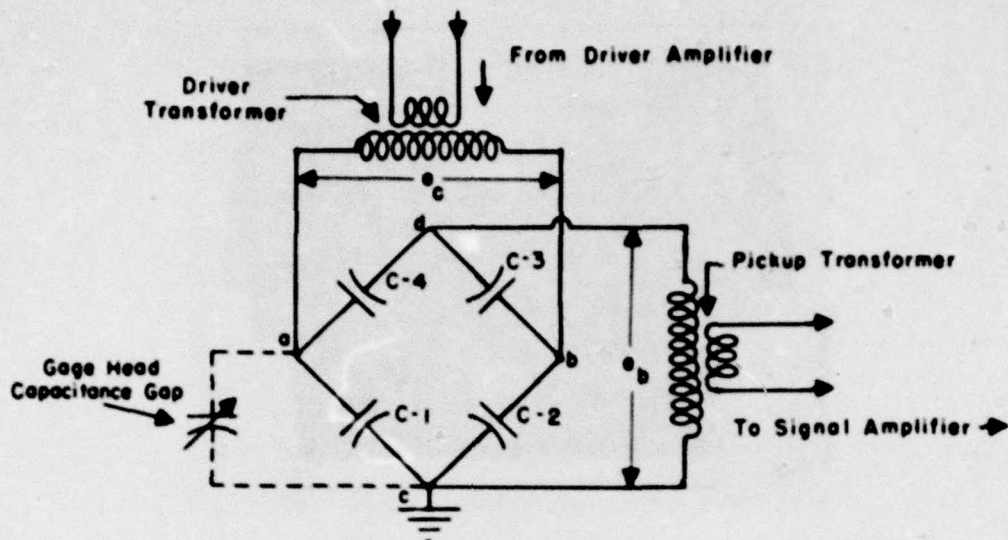 From Driver Amplifier
Driver
Transformer
e c
d
C-4
C-3
Pickup Transformer
a
b
e b
Gage Head
Capacitance Gap
C-1
C-2
To Signal Amplifier
c